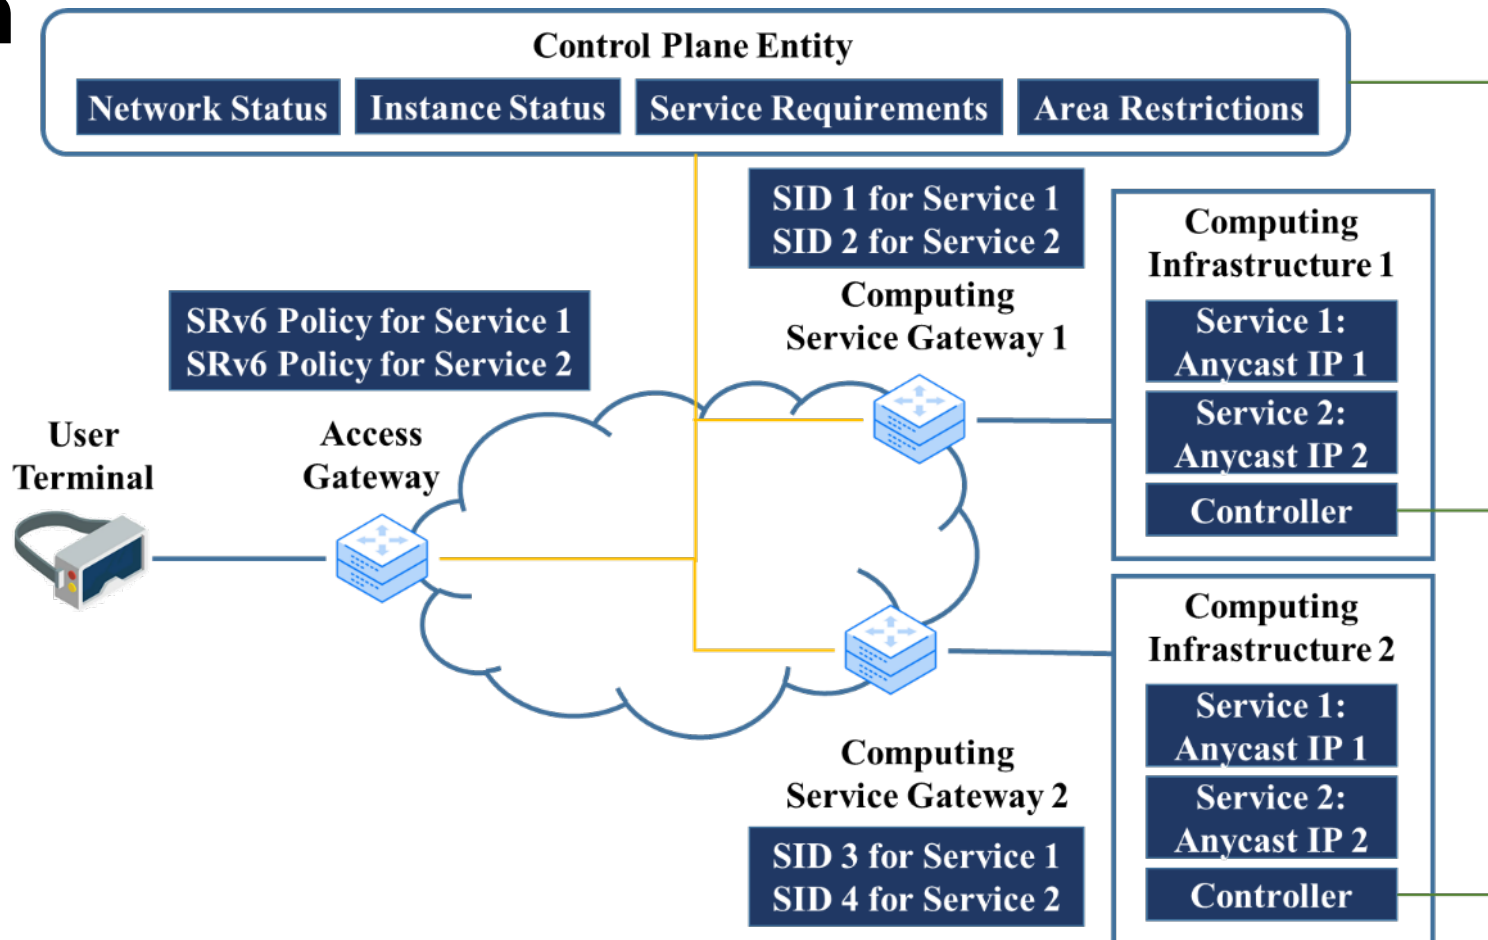 Control Plane Entity
Network Status
Instance Status
Service Requirements
Area Restrictions
SID 1 for Service 1
SID 2 for Service 2
Computing
Service Gateway 1
Computing
Infrastructure 1
Service 1:
Anycast IP 1
Service 2:
Anycast IP 2
Controller
SRv6 Policy for Service 1
SRv6 Policy for Service 2
User
Terminal
Access
Gateway
Computing
Infrastructure 2
Service 1:
Anycast IP 1
Service 2:
Anycast IP 2
Controller
Computing
Service Gateway 2
SID 3 for Service 1
SID 4 for Service 2